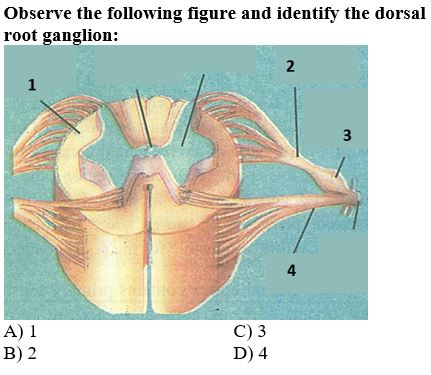 Observe the following figure and identify the dorsal
root ganglion:
1
2
3
4
A) 1
C) 3
B) 2
D) 4